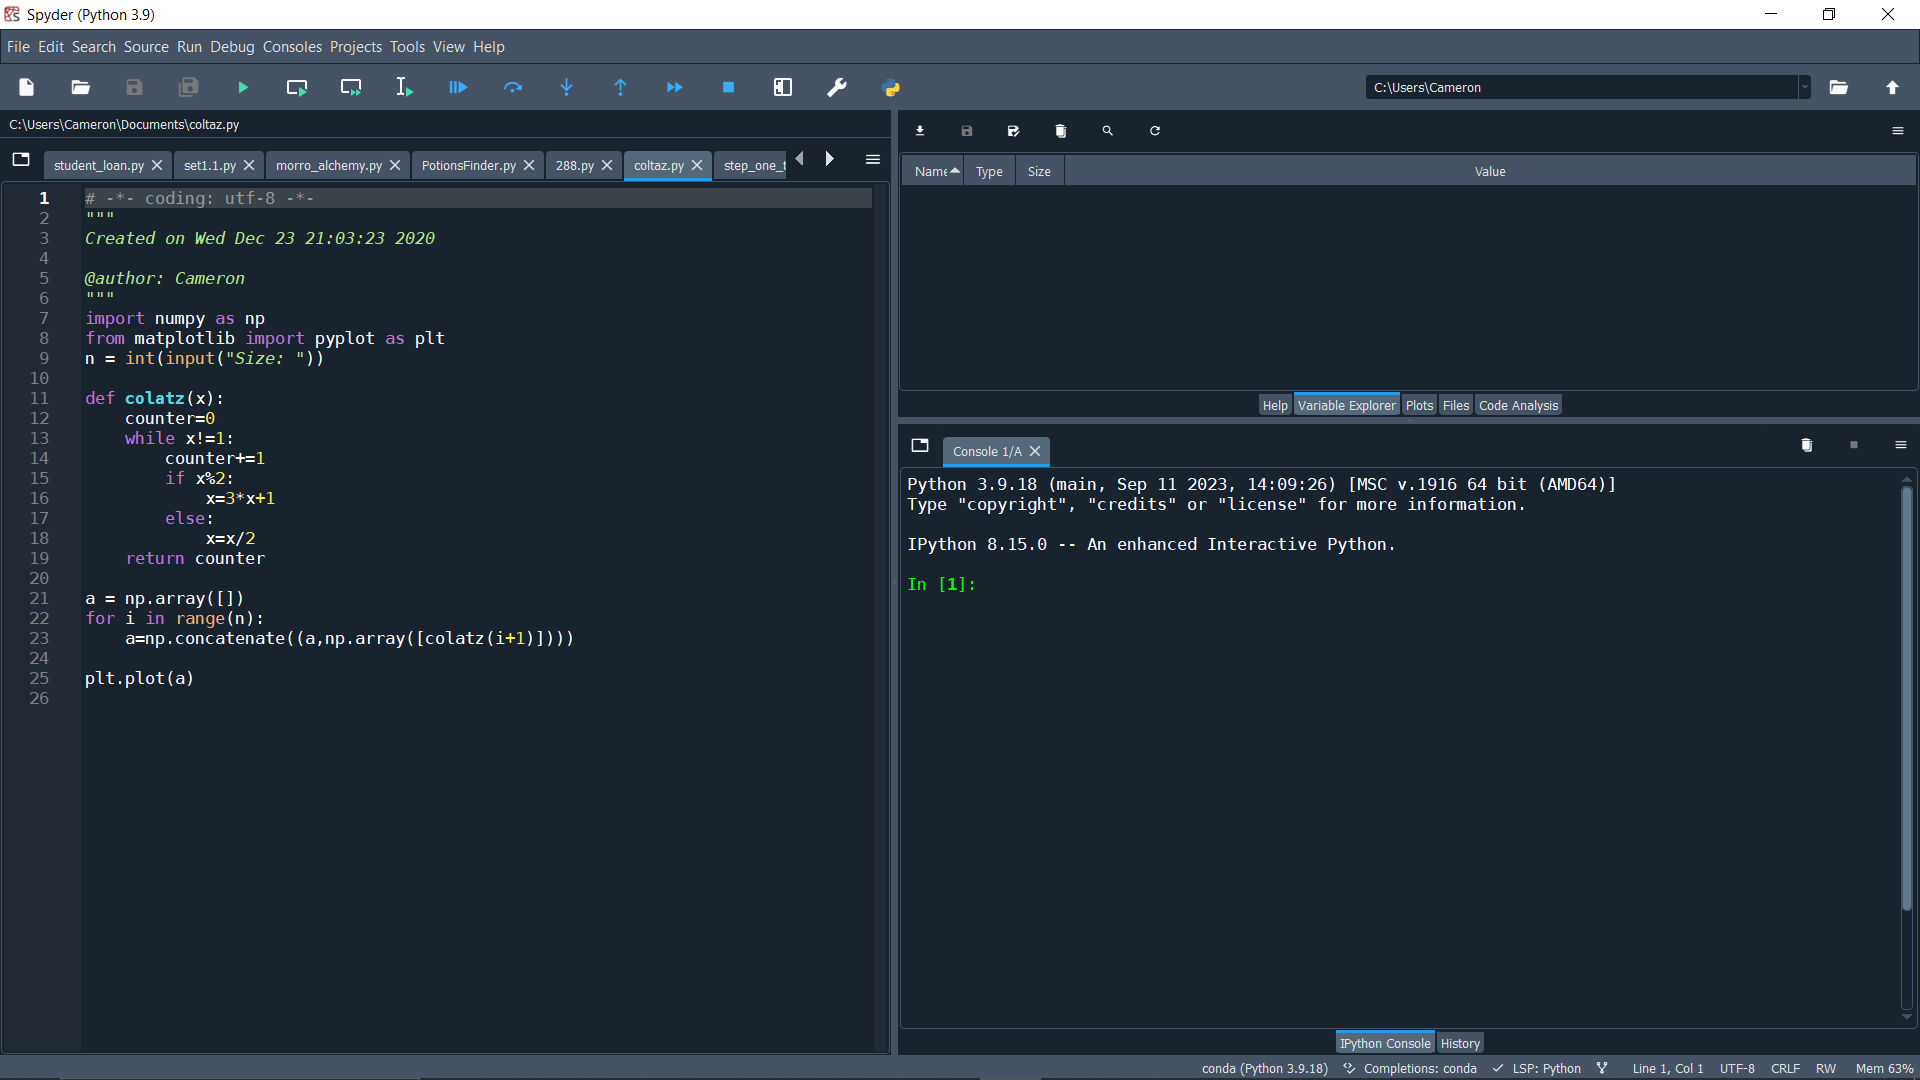 Spyder (Python 3.9)
File Edit Search Source Run Debug Consoles Projects Tools View Help
C:\Users\Cameron
C:\Users\Cameron\Documents\coltaz.py
student_loan.py set1.1.py morro_alchemy.py PotionsFinder.py 288.py coltaz.py step_one_t
1 # -*- coding: utf-8 -*-
2 """
3 Created on Wed Dec 23 21:03:23 2020
4
5 @author: Cameron
6 """
7 import numpy as np
8 from matplotlib import pyplot as plt
9 n = int(input("Size: "))
10
11 def colatz(x):
12     counter=0
13     while x!=1:
14         counter+=1
15         if x%2:
16             x=3*x+1
17         else:
18             x=x/2
19     return counter
20
21 a = np.array([])
22 for i in range(n):
23     a=np.concatenate((a,np.array([colatz(i+1)])))
24
25 plt.plot(a)
26
Name Type Size Value
Help Variable Explorer Plots Files Code Analysis
Console 1/A
Python 3.9.18 (main, Sep 11 2023, 14:09:26) [MSC v.1916 64 bit (AMD64)]
Type "copyright", "credits" or "license" for more information.
IPython 8.15.0 -- An enhanced Interactive Python.
In [1]:
IPython Console History
conda (Python 3.9.18) Completions: conda LSP: Python Line 1, Col 1 UTF-8 CRLF RW Mem 63%